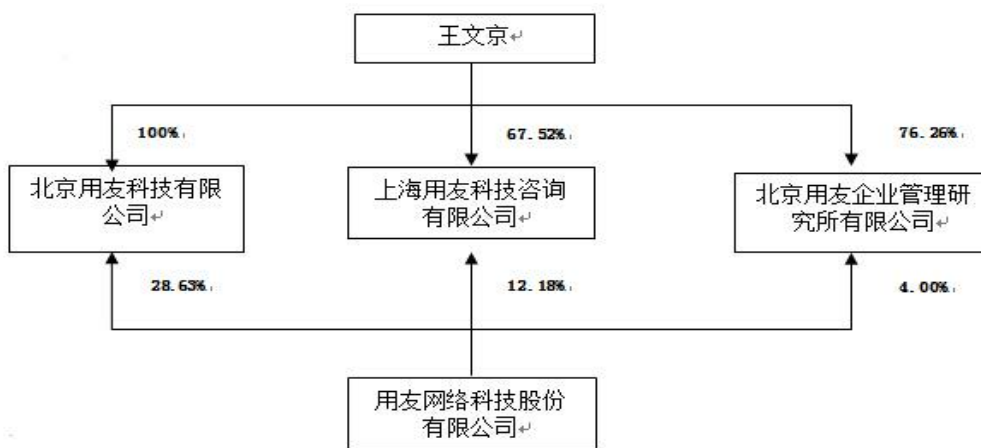 王文京
100%
67.52%
76.26%
北京用友科技有限
公司
上海用友科技咨询
有限公司
北京用友企业管理研
究所有限公司
28.63%
12.18%
4.00%
用友网络科技股份
有限公司